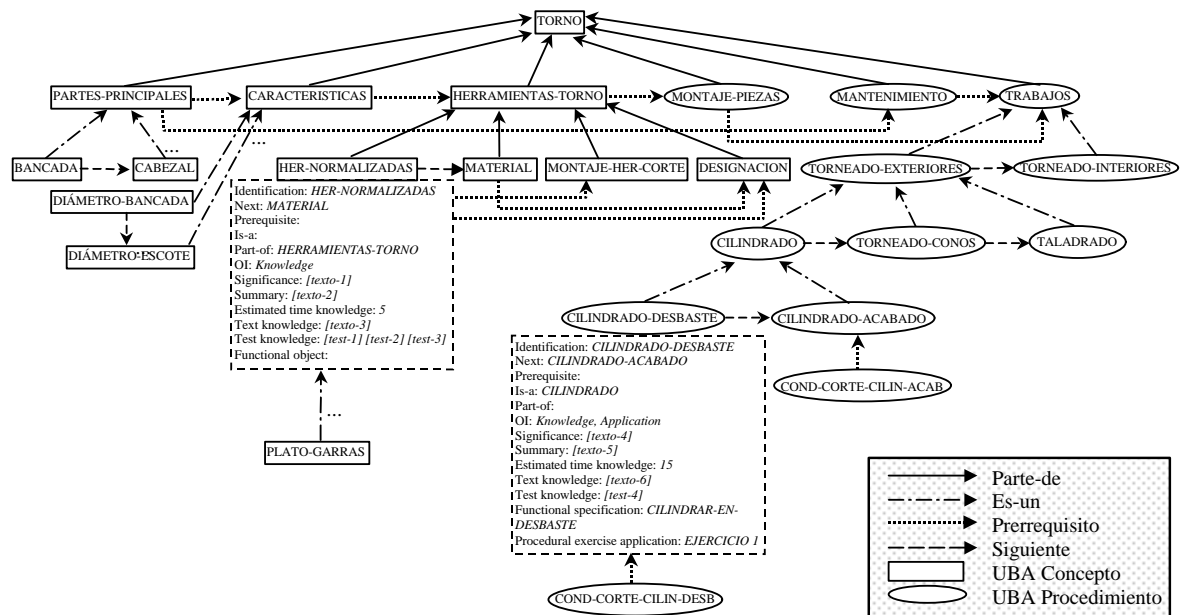 TORNO
PARTES-PRINCIPALES
CARACTERISTICAS
HERRAMIENTAS-TORNO
MONTAJE-PIEZAS
MANTENIMIENTO
TRABAJOS
...
...
BANCADA
CABEZAL
HER-NORMALIZADAS
MATERIAL
MONTAJE-HER-CORTE
DESIGNACION
TORNEADO-EXTERIORES
TORNEADO-INTERIORES
DIÁMETRO-BANCADA
DIÁMETRO-ESCOTE
Identification: HER-NORMALIZADAS
Next: MATERIAL
Prerequisite:
Is-a:
Part-of: HERRAMIENTAS-TORNO
OI: Knowledge
Significance: [texto-1]
Summary: [texto-2]
Estimated time knowledge: 5
Text knowledge: [texto-3]
Test knowledge: [test-1] [test-2] [test-3]
Functional object:
...
PLATO-GARRAS
CILINDRADO
TORNEADO-CONOS
TALADRADO
CILINDRADO-DESBASTE
CILINDRADO-ACABADO
Identification: CILINDRADO-DESBASTE
Next: CILINDRADO-ACABADO
Prerequisite:
Is-a: CILINDRADO
Part-of:
OI: Knowledge, Application
Significance: [texto-4]
Summary: [texto-5]
Estimated time knowledge: 15
Text knowledge: [texto-6]
Test knowledge: [test-4]
Functional specification: CILINDRAR-EN-
DESBASTE
Procedural exercise application: EJERCICIO 1
COND-CORTE-CILIN-ACAB
COND-CORTE-CILIN-DESB
Parte-de
Es-un
Prerrequisito
Siguiente
UBA Concepto
UBA Procedimiento